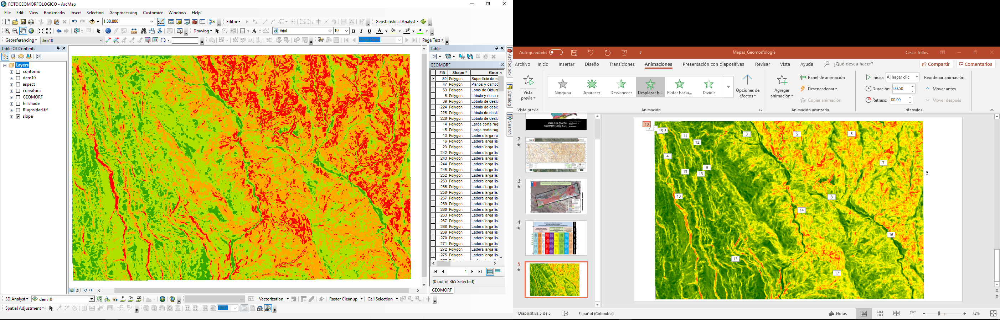 FOTOGEOMORFOLOGICO - ArcMap
File Edit View Bookmarks Insert Selection Geoprocessing Customize Windows Help
1:30,000
Editor
Geostatistical Analyst
Drawing
Arial
10
B I U A
Georeferencing
dem10
Show Name
Page Text
Table Of Contents
Layers
contorno
dem10
aspect
curvatura
GEOMORF
hillshade
Rugosidad.tif
slope
Table
GEOMORF
FID Shape * Geor
80 Polygon Superficie de e
47 Polygon Planos y campo
53 Polygon Lomo de Obtura
5 Polygon Lóbulo y cono d
39 Polygon Lóbulo de desli
224 Polygon Lóbulo de desliz
225 Polygon Lóbulo de desliz
226 Polygon Lóbulo de desliz
14 Polygon Larga corta rug
15 Polygon Larga corta rug
13 Polygon Ladera larga ru
16 Polygon Ladera larga lis
23 Polygon Ladera larga lis
242 Polygon Ladera larga lis
243 Polygon Ladera larga lis
244 Polygon Ladera larga lis
245 Polygon Ladera larga lis
252 Polygon Ladera larga lis
253 Polygon Ladera larga lis
255 Polygon Ladera larga lis
256 Polygon Ladera larga lis
257 Polygon Ladera larga lis
259 Polygon Ladera larga lis
260 Polygon Ladera larga lis
263 Polygon Ladera larga lis
267 Polygon Ladera larga lis
268 Polygon Ladera larga lis
269 Polygon Ladera larga lis
270 Polygon Ladera larga lis
271 Polygon Ladera larga lis
272 Polygon Ladera larga lis
275 Polygon Ladera larga lis
1
(0 out of 365 Selected)
GEOMORF
ArcToolbox
Catalog
Search
3D Analyst
dem10
Vectorization
Raster Cleanup
Cell Selection
Spatial Adjustment
Autoguardado
Mapas_Geomorfología
Cesar Trillos
Archivo Inicio Insertar Diseño Transiciones Animaciones Presentación con diapositivas Revisar Vista Ayuda ¿Qué desea hacer?
Compartir
Comentarios
Vista previa
Ninguna Aparecer Desvanecer Desplazar h... Flotar hacia... Dividir
Opciones de efectos
Agregar animación
Panel de animación
Desencadenar
Copiar animación
Inicio: Al hacer clic
Duración: 00.50
Retraso: 00.00
Reordenar animación
Mover antes
Mover después
Vista previa
Animación
Animación avanzada
Intervalos
TALLER DE MAPAS
GEOMORFOLÓGICOS
2
3
4
5
18
2
15
11
12
3
5
6
4
7
13
9
13
13
8
14
16
13
17
e
Diapositiva 5 de 5
Español (Colombia)
Notas
72%